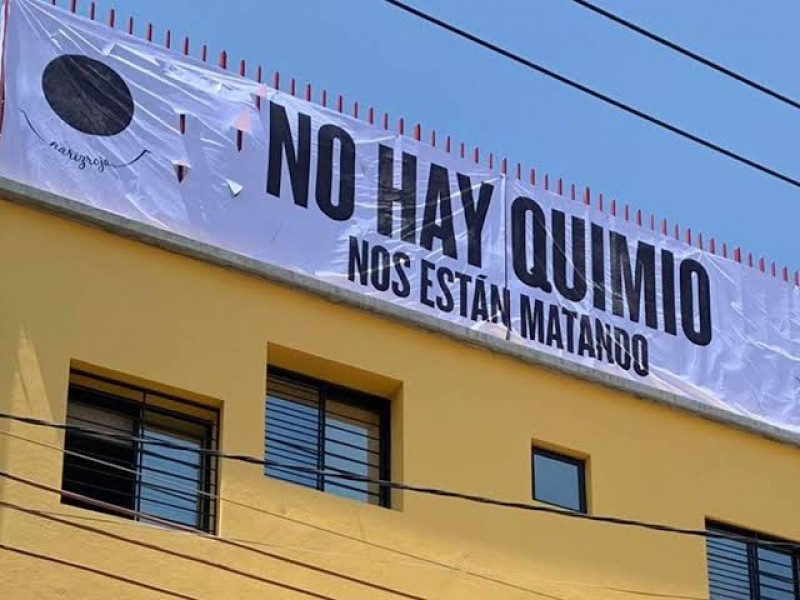 narizroja
NO HAY QUIMIO
NOS ESTÁN MATANDO